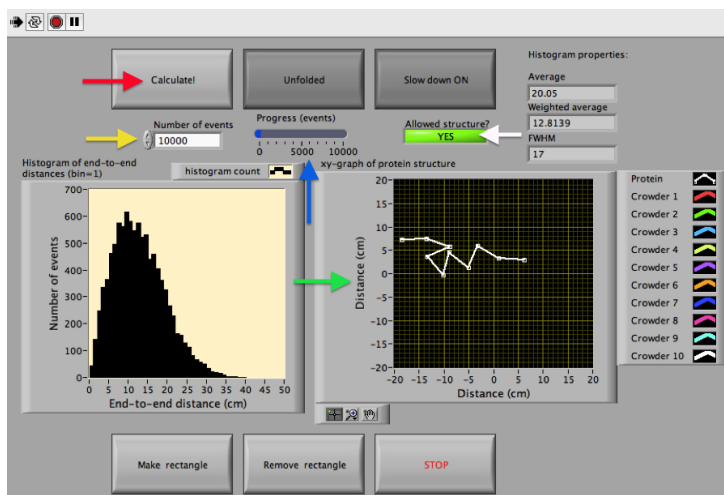 Calculate!
Unfolded
Slow down ON
Histogram properties:
Average
20.05
Weighted average
12.8139
FWHM
17
Number of events
10000
Progress (events)
0 5000 10000
Allowed structure?
YES
Histogram of end-to-end
distances (bin=1)
histogram count
700
600
500
400
300
200
100
0
Number of events
0 5 10 15 20 25 30 35 40 45 50
End-to-end distance (cm)
xy-graph of protein structure
20
15
10
5
0
-5
-10
-15
-20
Distance (cm)
-20 -15 -10 -5 0 5 10 15 20
Distance (cm)
Protein
Crowder 1
Crowder 2
Crowder 3
Crowder 4
Crowder 5
Crowder 6
Crowder 7
Crowder 8
Crowder 9
Crowder 10
Make rectangle
Remove rectangle
STOP